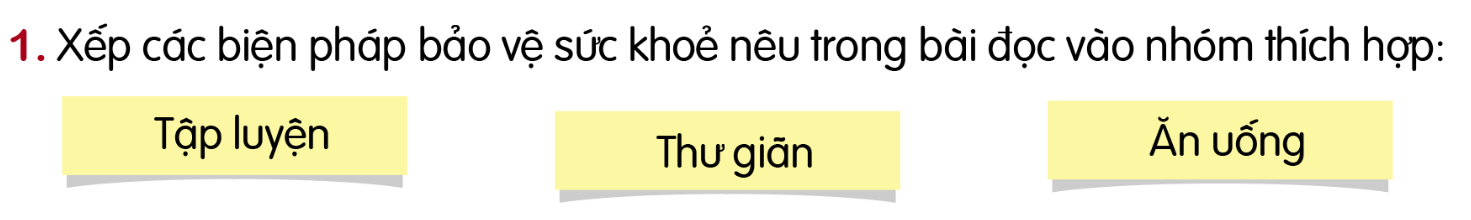 1. Xếp các biện pháp bảo vệ sức khoẻ nêu trong bài đọc vào nhóm thích hợp:
Tập luyện
Thư giãn
Ăn uống